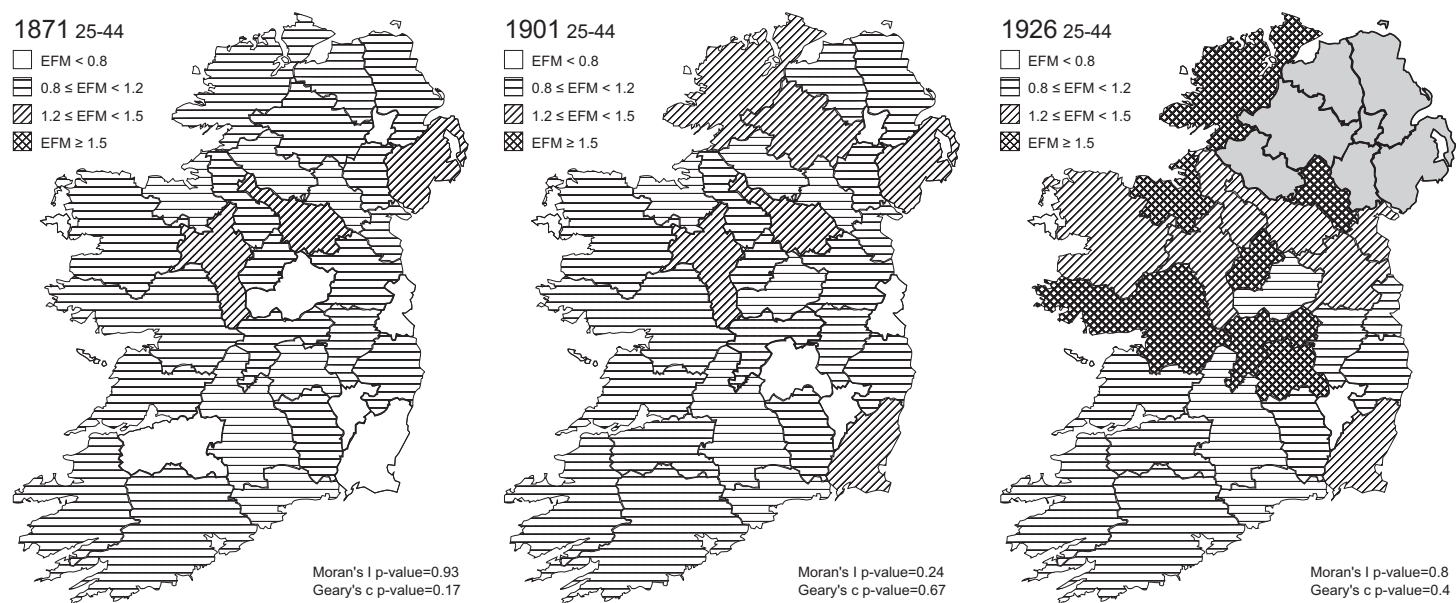 1871 25-44
EFM < 0.8
0.8 ≤ EFM < 1.2
1.2 ≤ EFM < 1.5
EFM ≥ 1.5
Moran's I p-value=0.93
Geary's c p-value=0.17
1901 25-44
EFM < 0.8
0.8 ≤ EFM < 1.2
1.2 ≤ EFM < 1.5
EFM ≥ 1.5
Moran's I p-value=0.24
Geary's c p-value=0.67
1926 25-44
EFM < 0.8
0.8 ≤ EFM < 1.2
1.2 ≤ EFM < 1.5
EFM ≥ 1.5
Moran's I p-value=0.8
Geary's c p-value=0.4